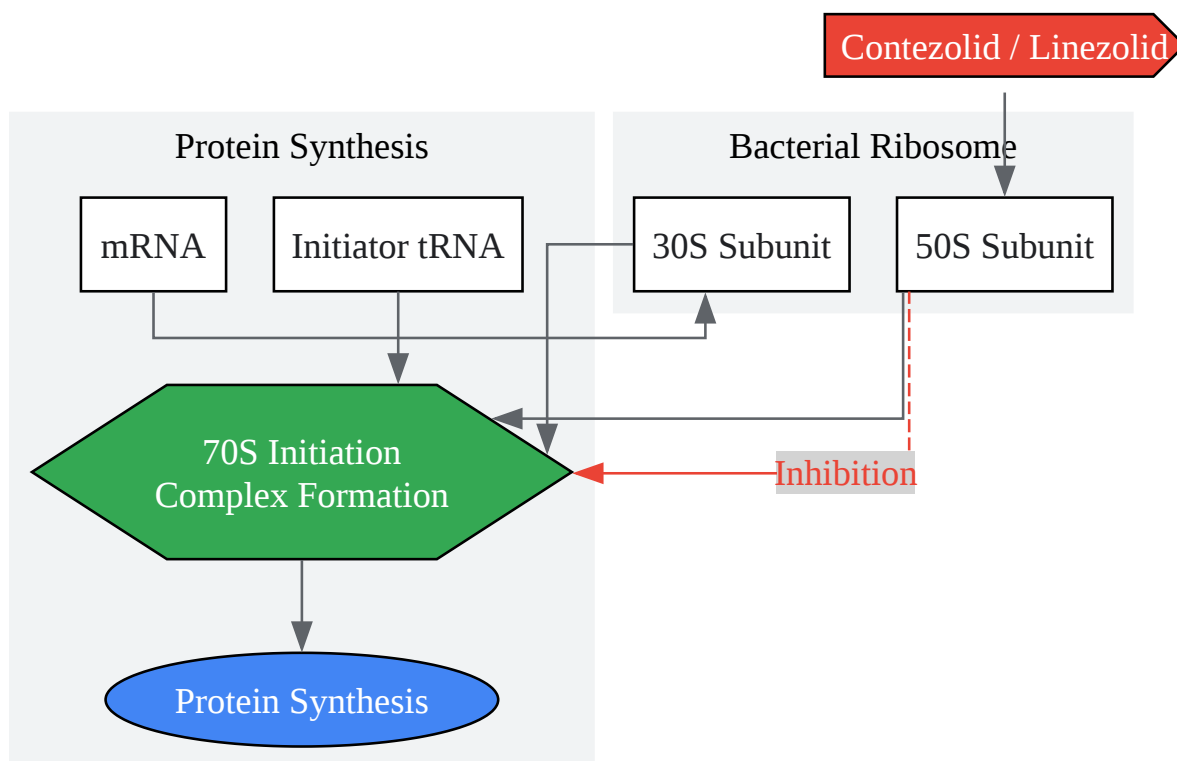 Contezolid / Linezolid
Protein Synthesis
Bacterial Ribosome
mRNA
Initiator tRNA
30S Subunit
50S Subunit
70S Initiation
Complex Formation
Inhibition
Protein Synthesis